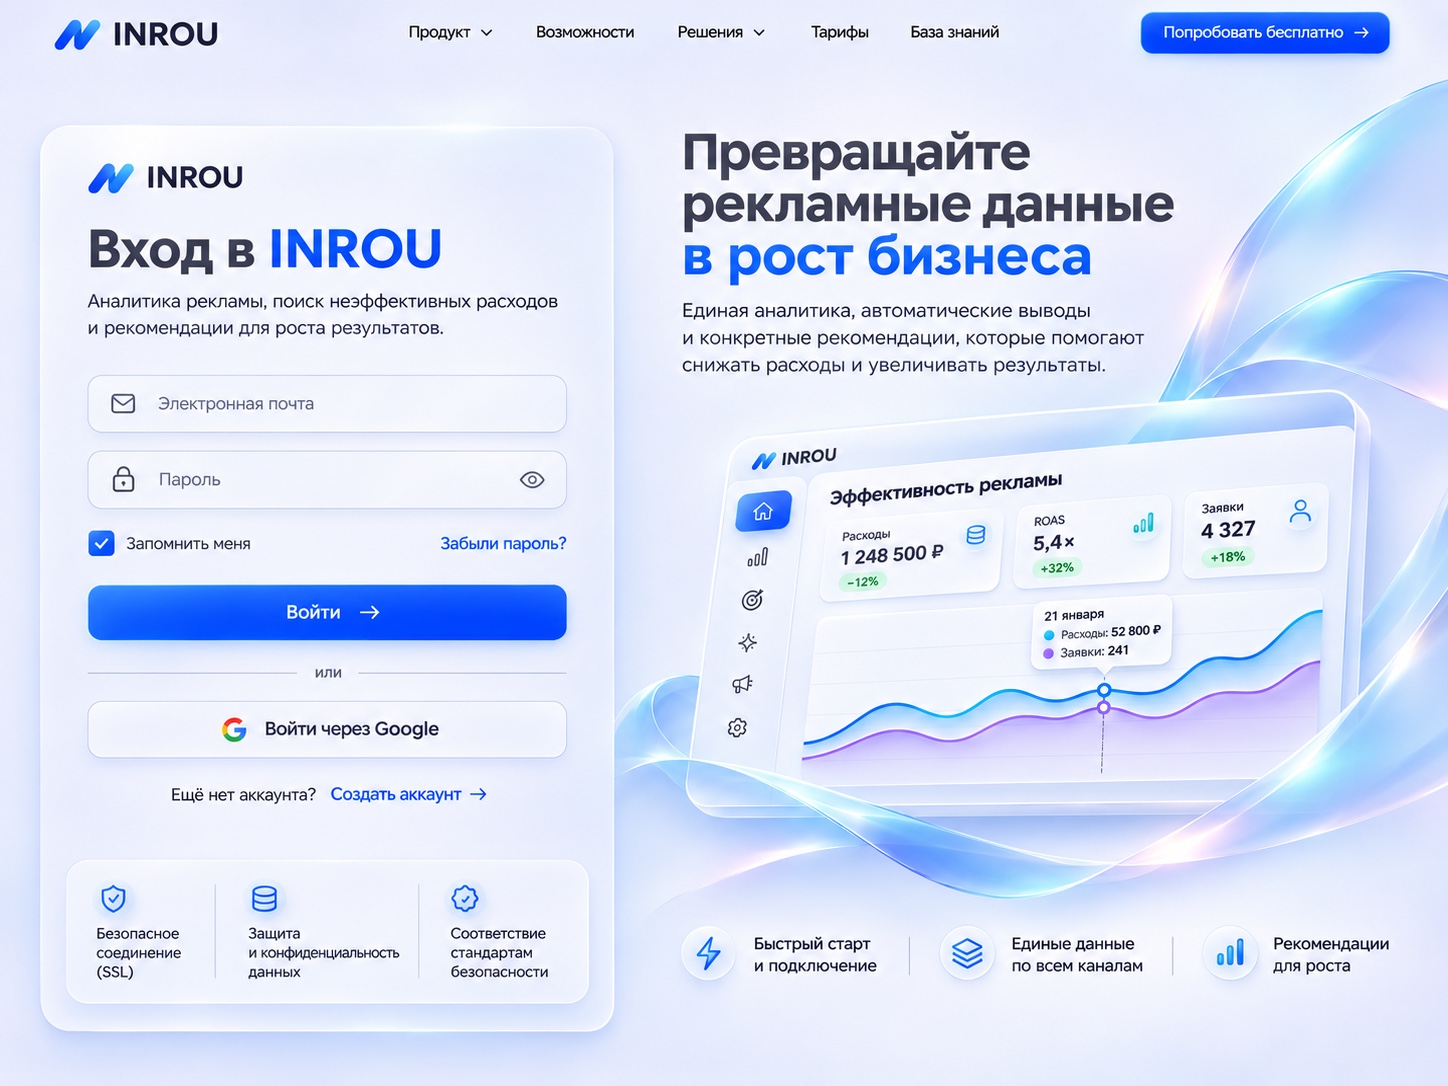 INROU
Продукт
Возможности
Решения
Тарифы
База знаний
Попробовать бесплатно →
INROU
Вход в INROU
Аналитика рекламы, поиск неэффективных расходов
и рекомендации для роста результатов.
Электронная почта
Пароль
Запомнить меня
Забыли пароль?
Войти →
или
Войти через Google
Ещё нет аккаунта? Создать аккаунт →
Безопасное
соединение
(SSL)
Защита
и конфиденциальность
данных
Соответствие
стандартам
безопасности
Превращайте
рекламные данные
в рост бизнеса
Единая аналитика, автоматические выводы
и конкретные рекомендации, которые помогают
снижать расходы и увеличивать результаты.
INROU
Эффективность рекламы
Расходы
1 248 500 ₽
−12%
ROAS
5,4×
+32%
Заявки
4 327
+18%
21 января
Расходы: 52 800 ₽
Заявки: 241
Быстрый старт
и подключение
Единые данные
по всем каналам
Рекомендации
для роста